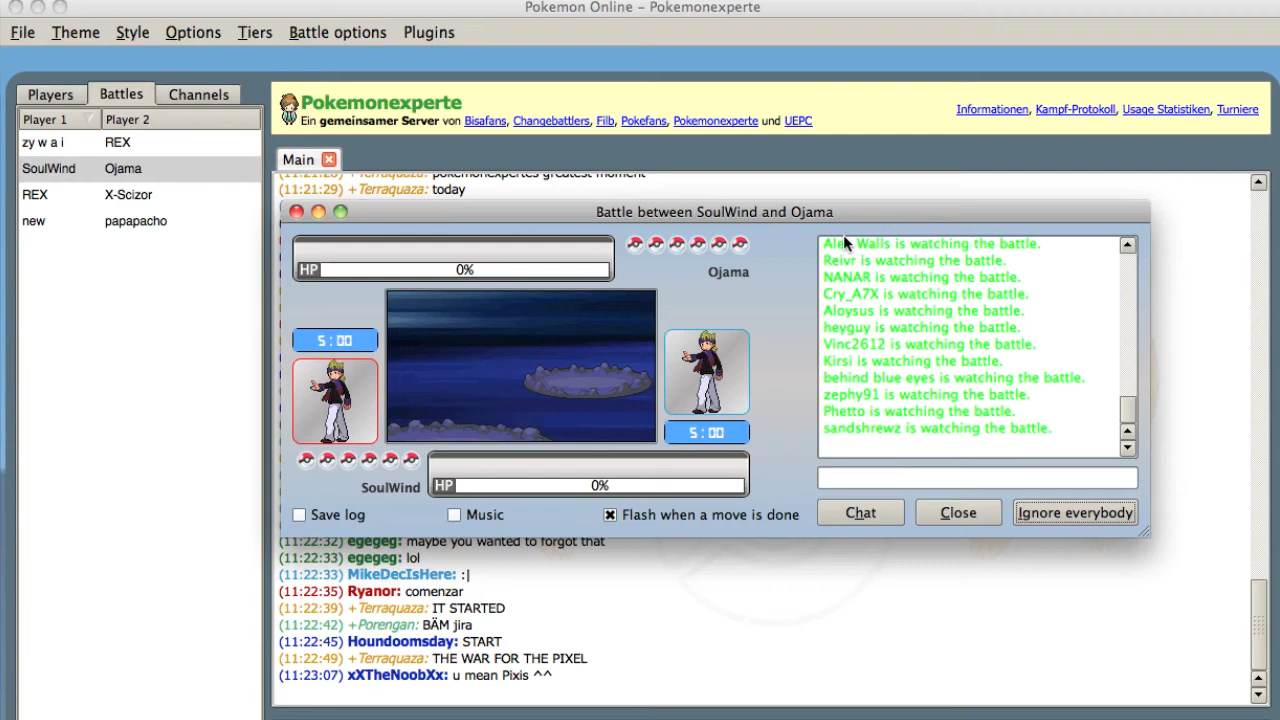 Pokemon Online – Pokemonexperte
File Theme Style Options Tiers Battle options Plugins
Players Battles Channels
Player 1 Player 2
zy w a i REX
SoulWind Ojama
REX X-Scizor
new papapacho
Pokemonexperte
Ein gemeinsamer Server von Bisafans, Changebattlers, Filb, Pokefans, Pokemonexperte und UEPC
Informationen, Kampf-Protokoll, Usage Statistiken, Turniere
Main
(11:21:28) +Terraquaza: pokemonexpertes greatest moment
(11:21:29) +Terraquaza: today
Battle between SoulWind and Ojama
HP 0%
Ojama
5:00
5:00
SoulWind
HP 0%
Save log
Music
Flash when a move is done
Alex Walls is watching the battle.
Reivr is watching the battle.
NANAR is watching the battle.
Cry_A7X is watching the battle.
Aloysus is watching the battle.
heyguy is watching the battle.
Vinc2612 is watching the battle.
Kirsi is watching the battle.
behind blue eyes is watching the battle.
zephy91 is watching the battle.
Phetto is watching the battle.
sandshrewz is watching the battle.
Chat Close Ignore everybody
(11:22:32) egegeg: maybe you wanted to forgot that
(11:22:33) egegeg: lol
(11:22:33) MikeDecIsHere: :|
(11:22:35) Ryanor: comenzar
(11:22:39) +Terraquaza: IT STARTED
(11:22:42) +Porengan: BÄM jira
(11:22:45) Houndoomsday: START
(11:22:49) +Terraquaza: THE WAR FOR THE PIXEL
(11:23:07) xXTheNoobXx: u mean Pixis ^^